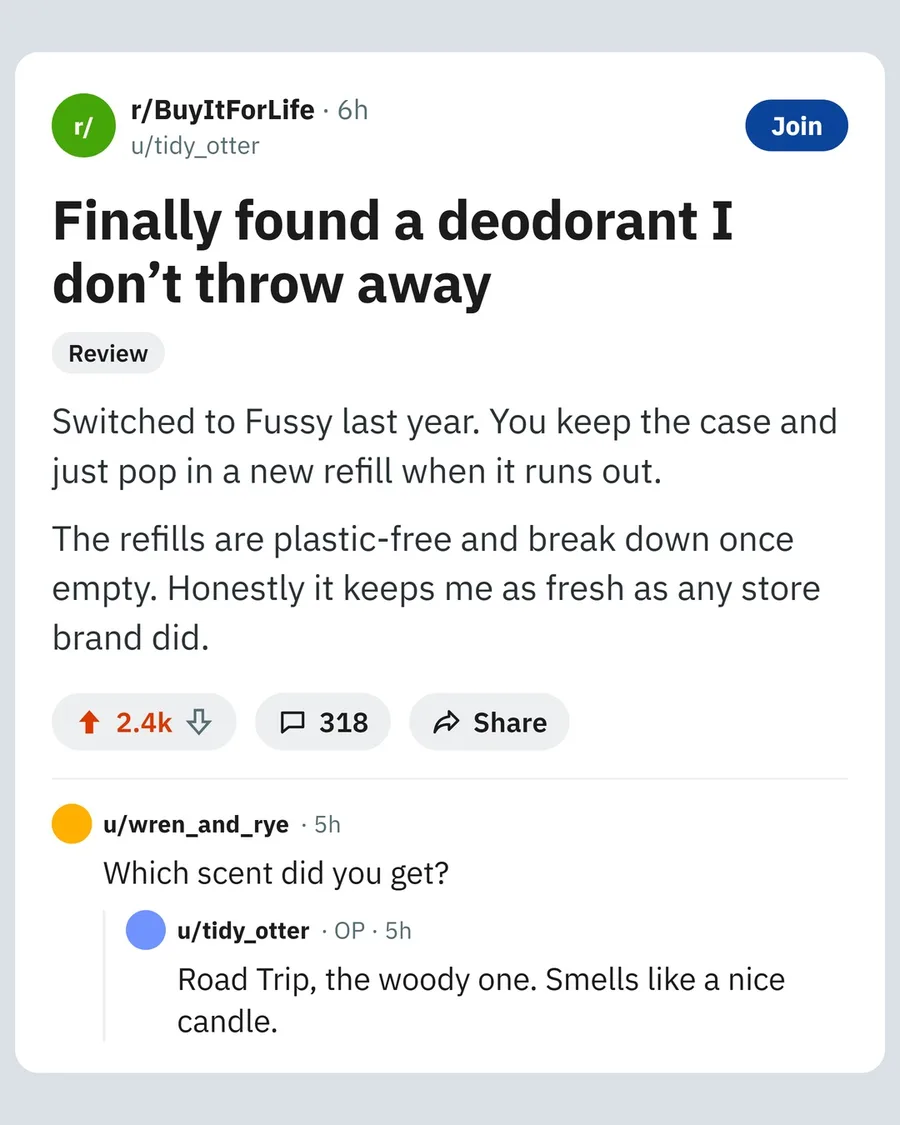 r/
r/BuyItForLife · 6h
u/tidy_otter
Join
Finally found a deodorant I
don’t throw away
Review
Switched to Fussy last year. You keep the case and
just pop in a new refill when it runs out.
The refills are plastic-free and break down once
empty. Honestly it keeps me as fresh as any store
brand did.
2.4k
318
Share
u/wren_and_rye · 5h
Which scent did you get?
u/tidy_otter · OP · 5h
Road Trip, the woody one. Smells like a nice
candle.